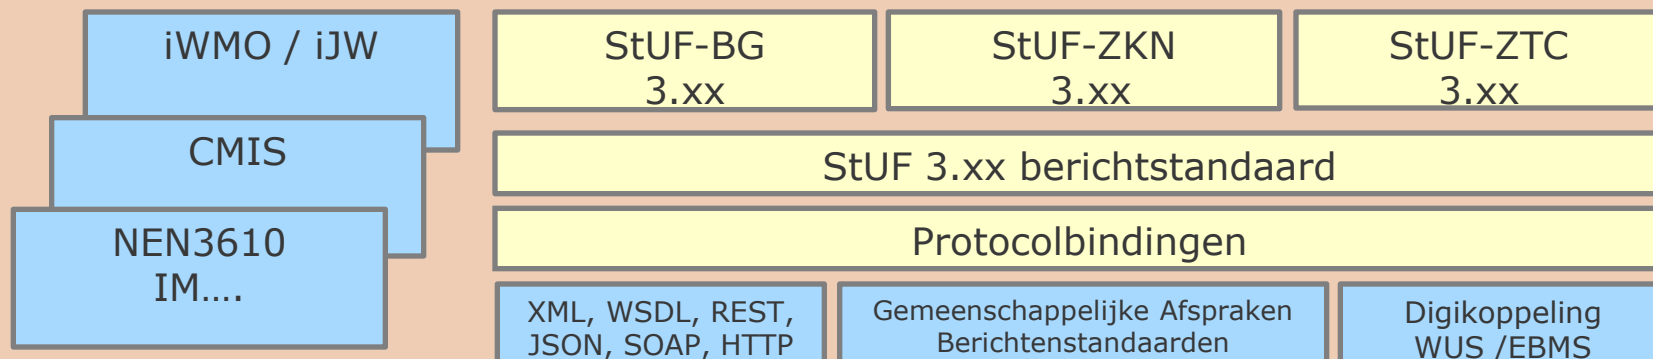 iWMO / iJW
CMIS
NEN3610
IM….
StUF-BG
3.xx
StUF-ZKN
3.xx
StUF-ZTC
3.xx
StUF 3.xx berichtstandaard
Protocolbindingen
XML, WSDL, REST,
JSON, SOAP, HTTP
Gemeenschappelijke Afspraken
Berichtenstandaarden
Digikoppeling
WUS /EBMS